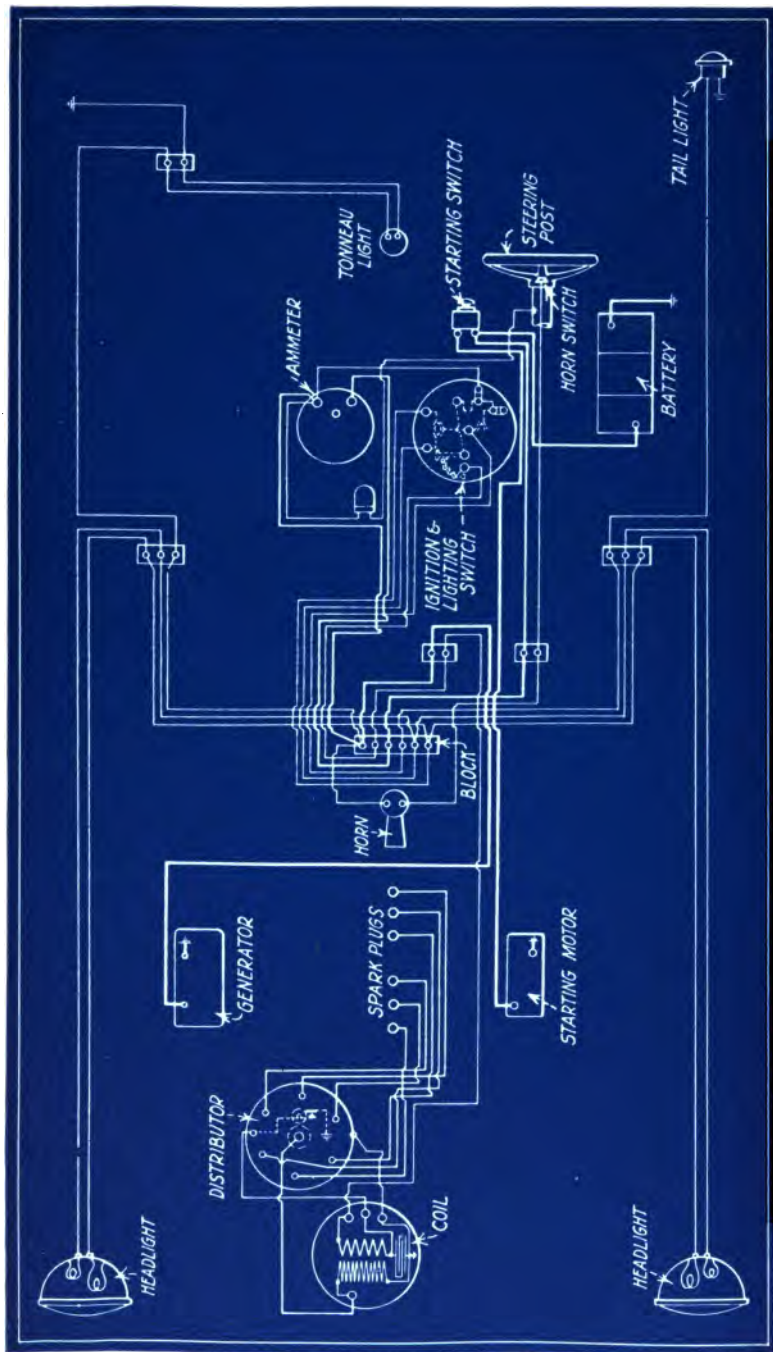 TAIL LIGHT
TONNEAU
LIGHT
STARTING SWITCH
STEERING
POST
HORN SWITCH
BATTERY
AMMETER
IGNITION &
LIGHTING
SWITCH
BLOCK
HORN
GENERATOR
SPARK PLUGS
STARTING MOTOR
DISTRIBUTOR
COIL
HEADLIGHT
HEADLIGHT